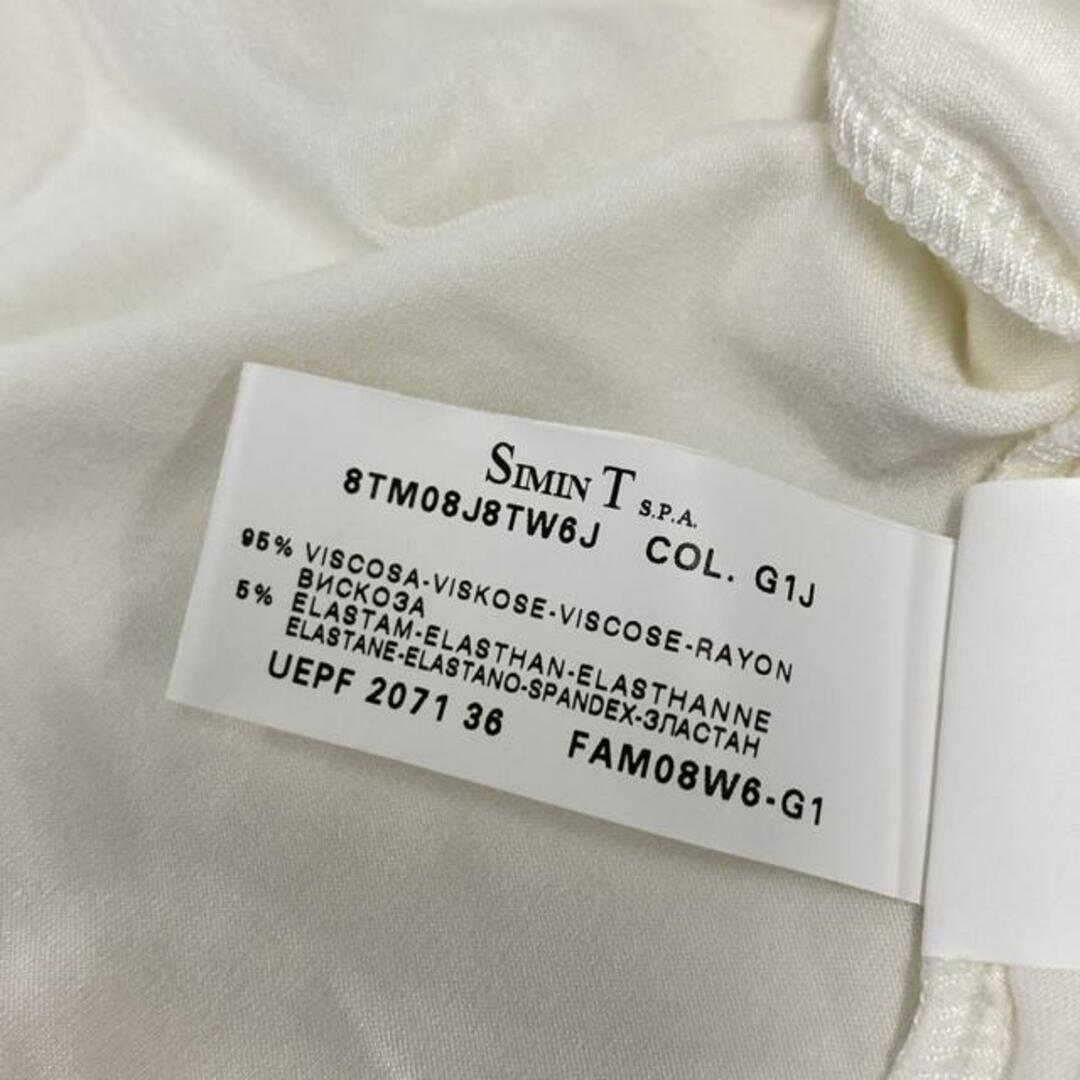 SIMIN T S.P.A.
8TM08J8TW6J COL. G1J
95% VISCOSA-VISKOSE-VISCOSE-RAYON
ВИСКОЗА
5% ELASTAM-ELASTHAN-ELASTHANNE
ELASTANE-ELASTANO-SPANDEX-ЭЛАСТАН
UEPF 2071 36 FAM08W6-G1